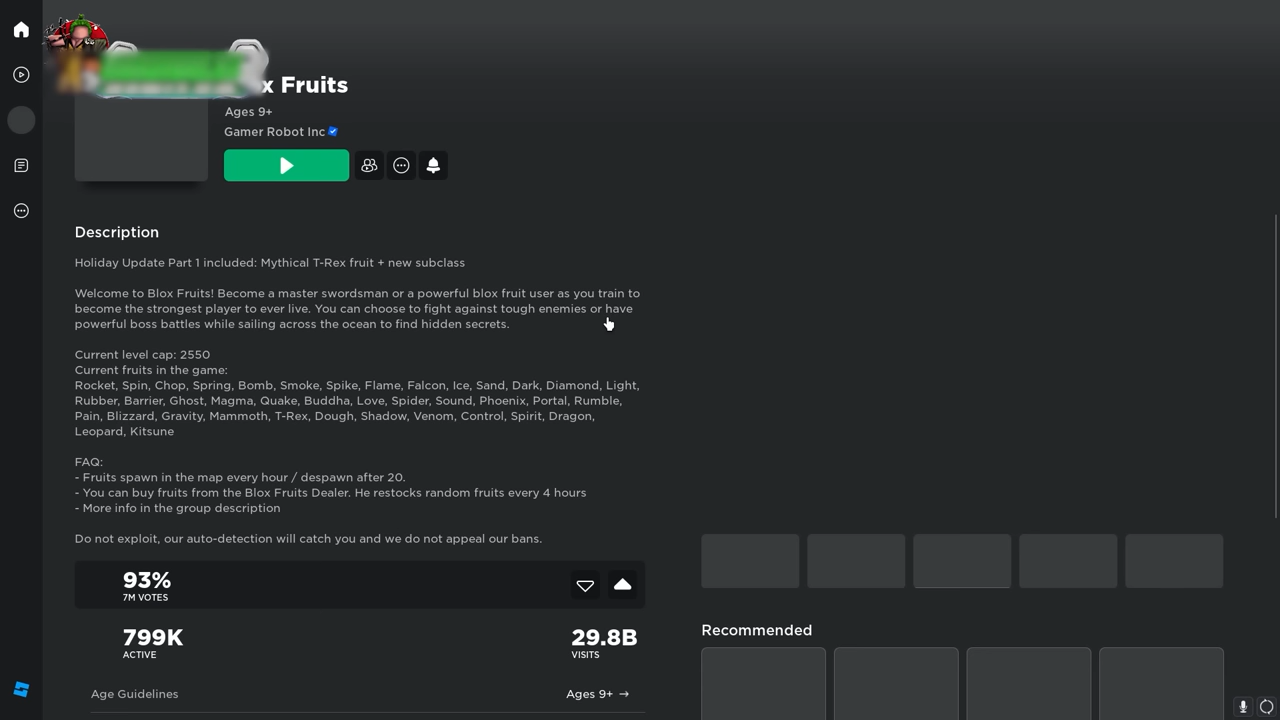 x Fruits
Ages 9+
Gamer Robot Inc
Description
Holiday Update Part 1 included: Mythical T-Rex fruit + new subclass
Welcome to Blox Fruits! Become a master swordsman or a powerful blox fruit user as you train to
become the strongest player to ever live. You can choose to fight against tough enemies or have
powerful boss battles while sailing across the ocean to find hidden secrets.
Current level cap: 2550
Current fruits in the game:
Rocket, Spin, Chop, Spring, Bomb, Smoke, Spike, Flame, Falcon, Ice, Sand, Dark, Diamond, Light,
Rubber, Barrier, Ghost, Magma, Quake, Buddha, Love, Spider, Sound, Phoenix, Portal, Rumble,
Pain, Blizzard, Gravity, Mammoth, T-Rex, Dough, Shadow, Venom, Control, Spirit, Dragon,
Leopard, Kitsune
FAQ:
- Fruits spawn in the map every hour / despawn after 20.
- You can buy fruits from the Blox Fruits Dealer. He restocks random fruits every 4 hours
- More info in the group description
Do not exploit, our auto-detection will catch you and we do not appeal our bans.
93%
7M VOTES
799K
ACTIVE
29.8B
VISITS
Age Guidelines
Ages 9+ →
Recommended